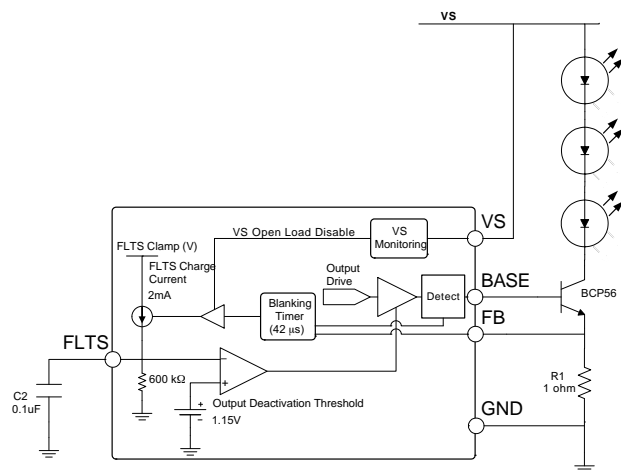 VS
VS
VS Open Load Disable
VS
Monitoring
FLTS Clamp (V)
FLTS Charge
Current
2mA
Output
Drive
BASE
Detect
BCP56
Blanking
Timer
(42 µs)
FB
FLTS
600 kΩ
C2
0.1uF
Output Deactivation Threshold
1.15V
R1
1 ohm
GND